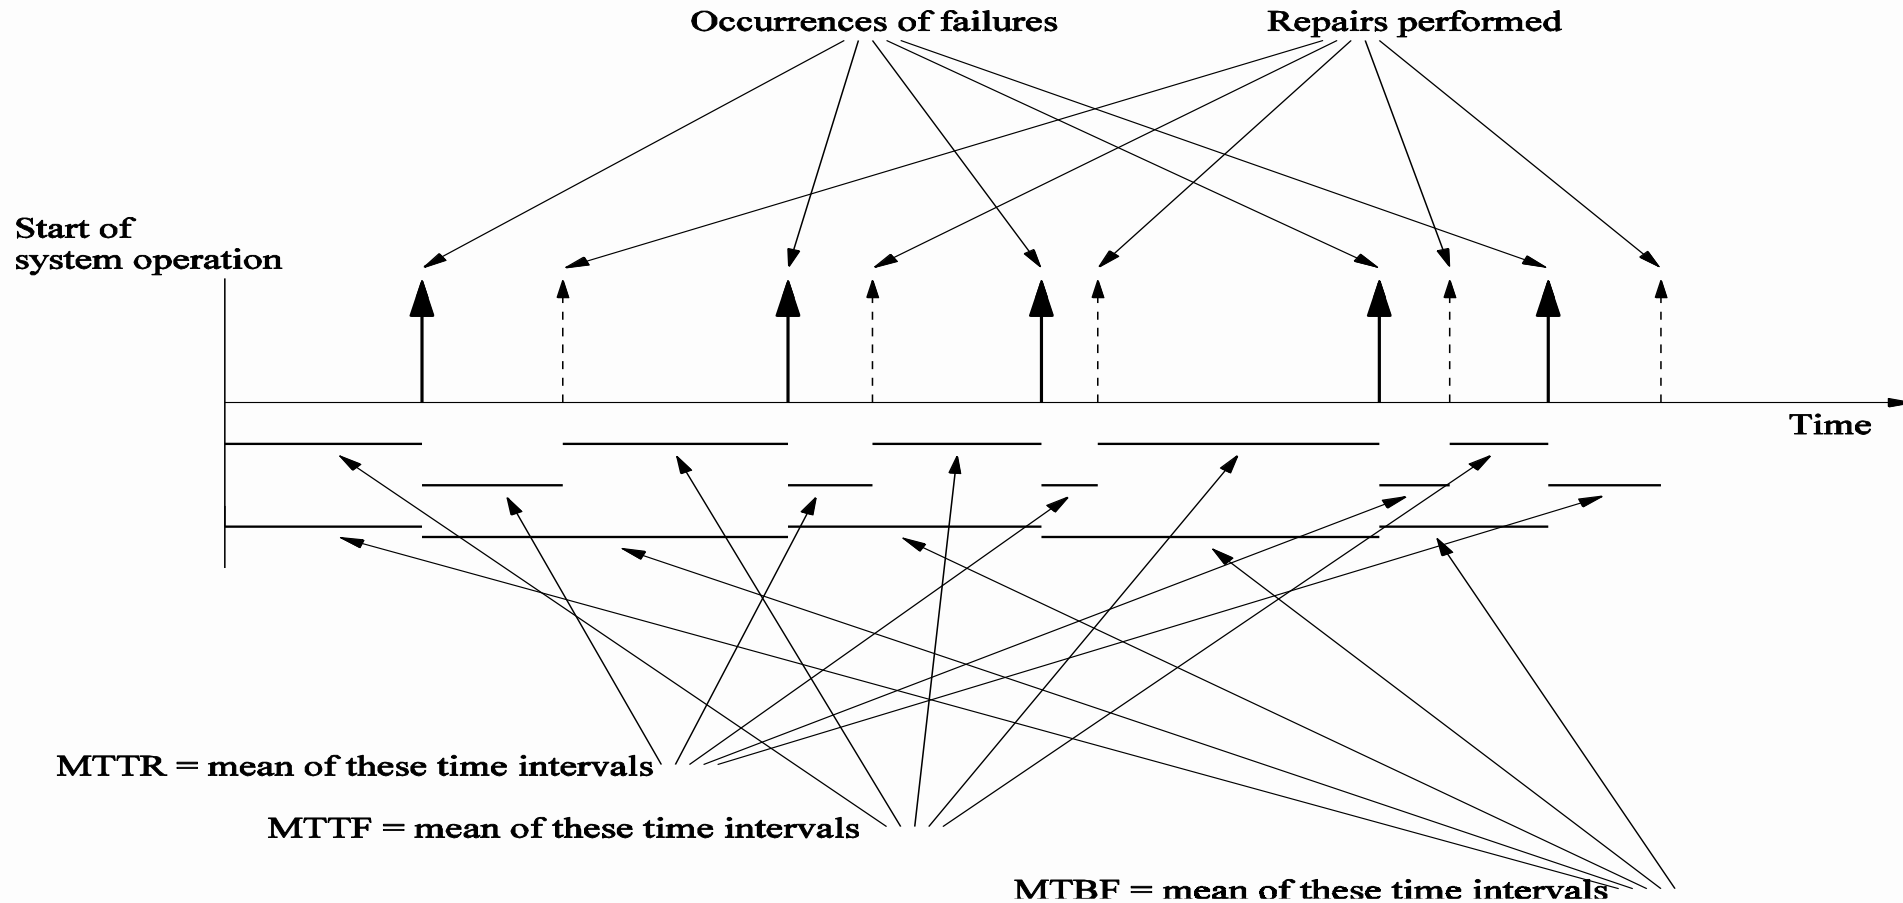 Occurrences of failures
Repairs performed
Start of
system operation
Time
MTTR = mean of these time intervals
MTTF = mean of these time intervals
MTBF = mean of these time intervals